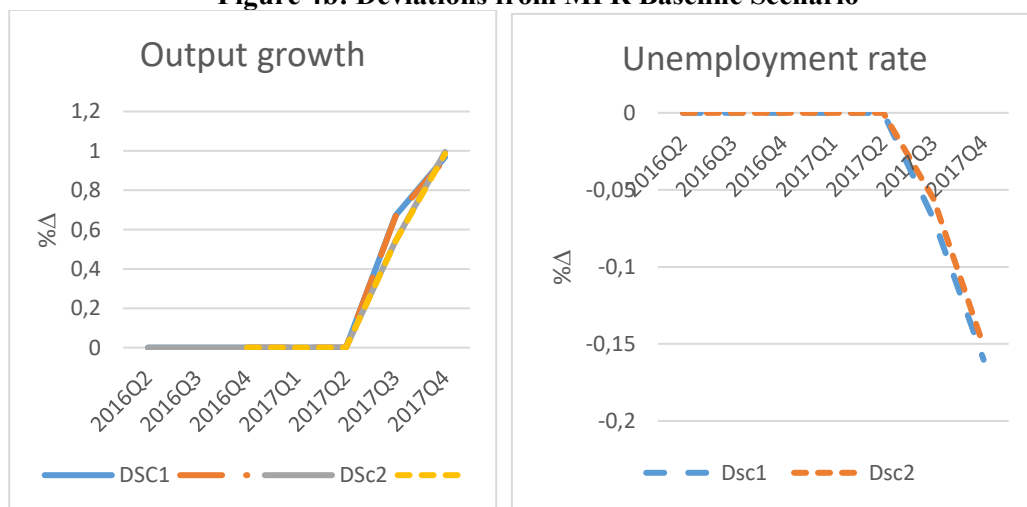 Figure 4b: Deviations from MPR Baseline Scenario
Output growth
%Δ
1,2
1
0,8
0,6
0,4
0,2
0
2016Q2
2016Q3
2016Q4
2017Q1
2017Q2
2017Q3
2017Q4
DSC1
DSc2
Unemployment rate
%Δ
0
-0,05
-0,1
-0,15
-0,2
2016Q2
2016Q3
2016Q4
2017Q1
2017Q2
2017Q3
2017Q4
Dsc1
Dsc2